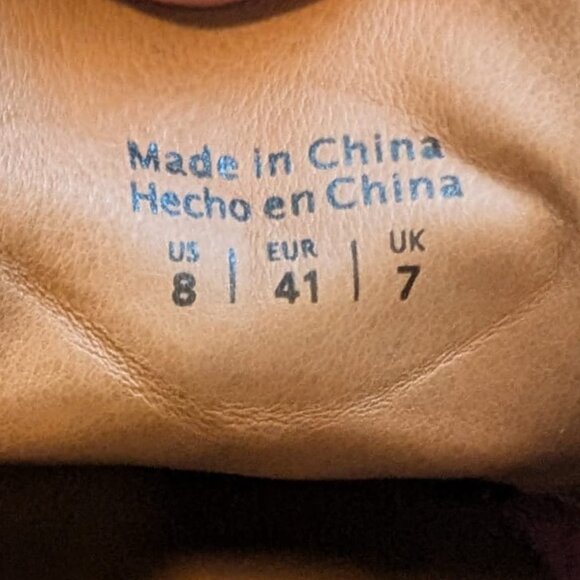 Made in China
Hecho en China
US | EUR | UK
8 | 41 | 7